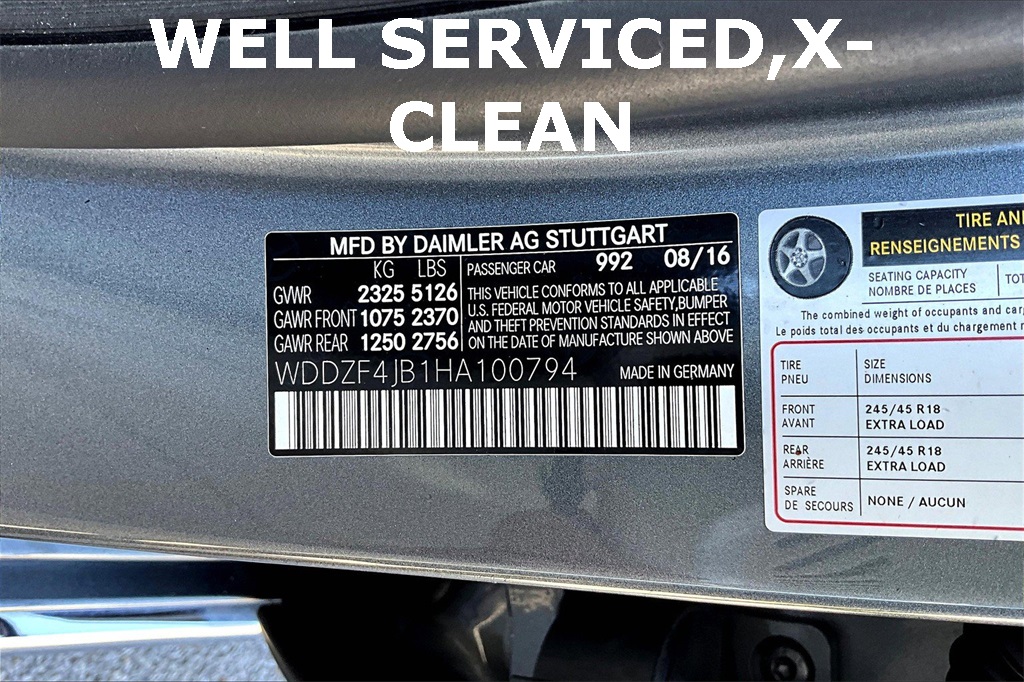 WELL SERVICED,X-
CLEAN
MFD BY DAIMLER AG STUTTGART
KG LBS
GVWR 2325 5126
GAWR FRONT 1075 2370
GAWR REAR 1250 2756
PASSENGER CAR 992 08/16
THIS VEHICLE CONFORMS TO ALL APPLICABLE
U.S. FEDERAL MOTOR VEHICLE SAFETY,BUMPER
AND THEFT PREVENTION STANDARDS IN EFFECT
ON THE DATE OF MANUFACTURE SHOWN ABOVE
WDDZF4JB1HA100794 MADE IN GERMANY
TIRE AN
RENSEIGNEMENTS
SEATING CAPACITY
NOMBRE DE PLACES
TOT
The combined weight of occupants and carg
Le poids total des occupants et du chargement
TIRE
PNEU
SIZE
DIMENSIONS
FRONT
AVANT
245/45 R18
EXTRA LOAD
REAR
ARRIÈRE
245/45 R18
EXTRA LOAD
SPARE
DE SECOURS
NONE / AUCUN